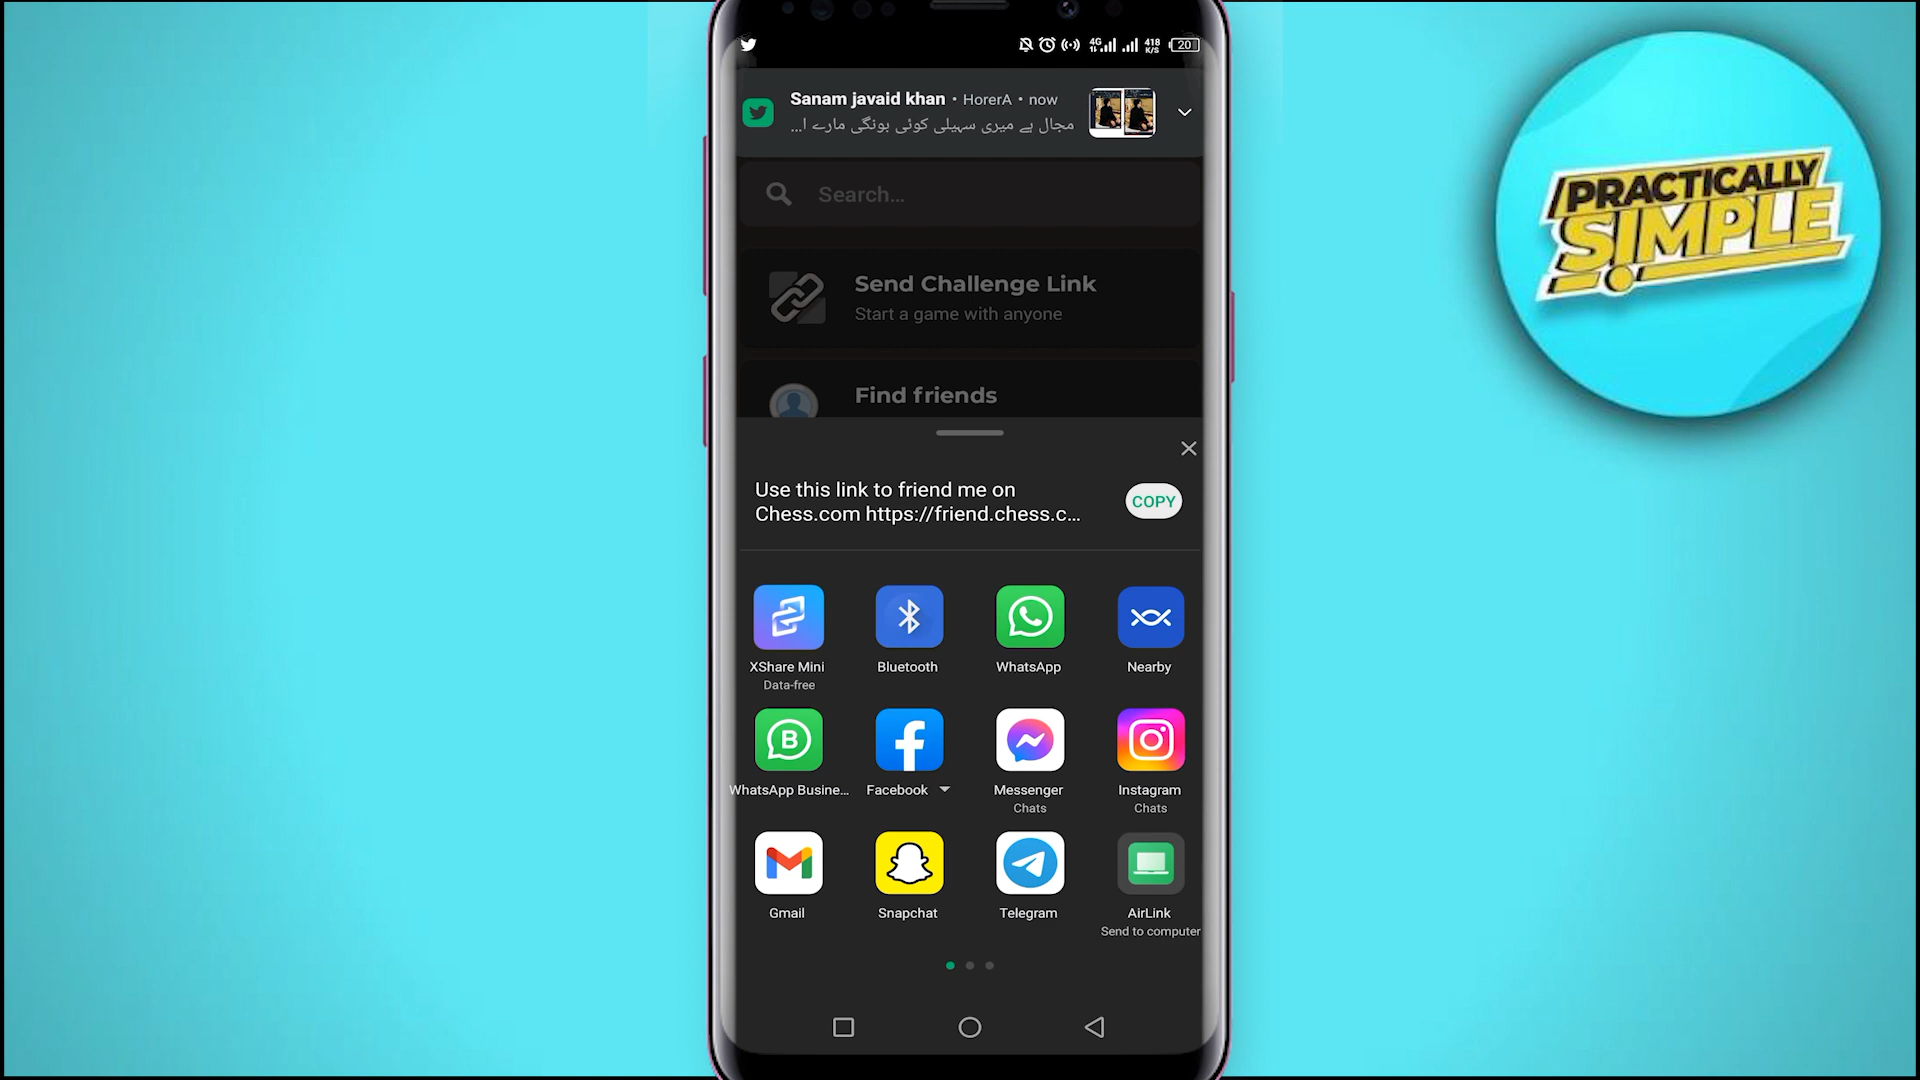 4G 418 K/S 20
Sanam javaid khan • HorerA • now
مجال ہے میری سہیلی کوئی بونگی مارے ا...
Search...
Send Challenge Link
Start a game with anyone
Find friends
Use this link to friend me on
Chess.com https://friend.chess.c...
COPY
XShare Mini
Data-free
Bluetooth
WhatsApp
Nearby
B
WhatsApp Busine...
Facebook
Messenger
Chats
Instagram
Chats
Gmail
Snapchat
Telegram
AirLink
Send to computer
PRACTICALLY
SIMPLE